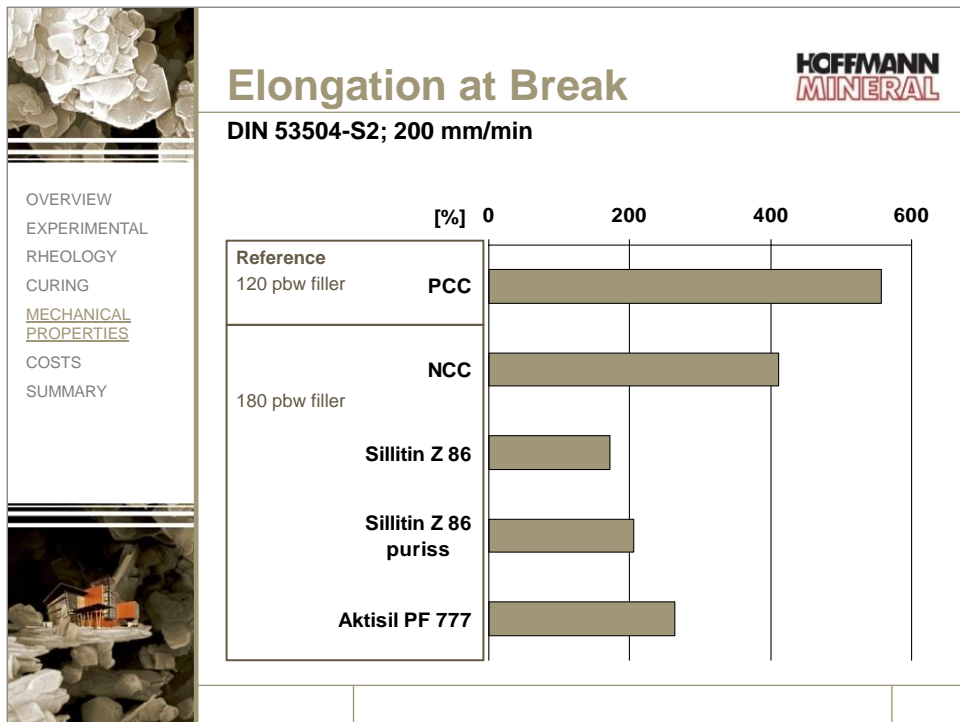 Elongation at Break
HOFFMANN
MINERAL
DIN 53504-S2; 200 mm/min
OVERVIEW
EXPERIMENTAL
RHEOLOGY
CURING
MECHANICAL
PROPERTIES
COSTS
SUMMARY
[%] 0 200 400 600
Reference
120 pbw filler PCC
NCC
180 pbw filler
Sillitin Z 86
Sillitin Z 86
puriss
Aktisil PF 777